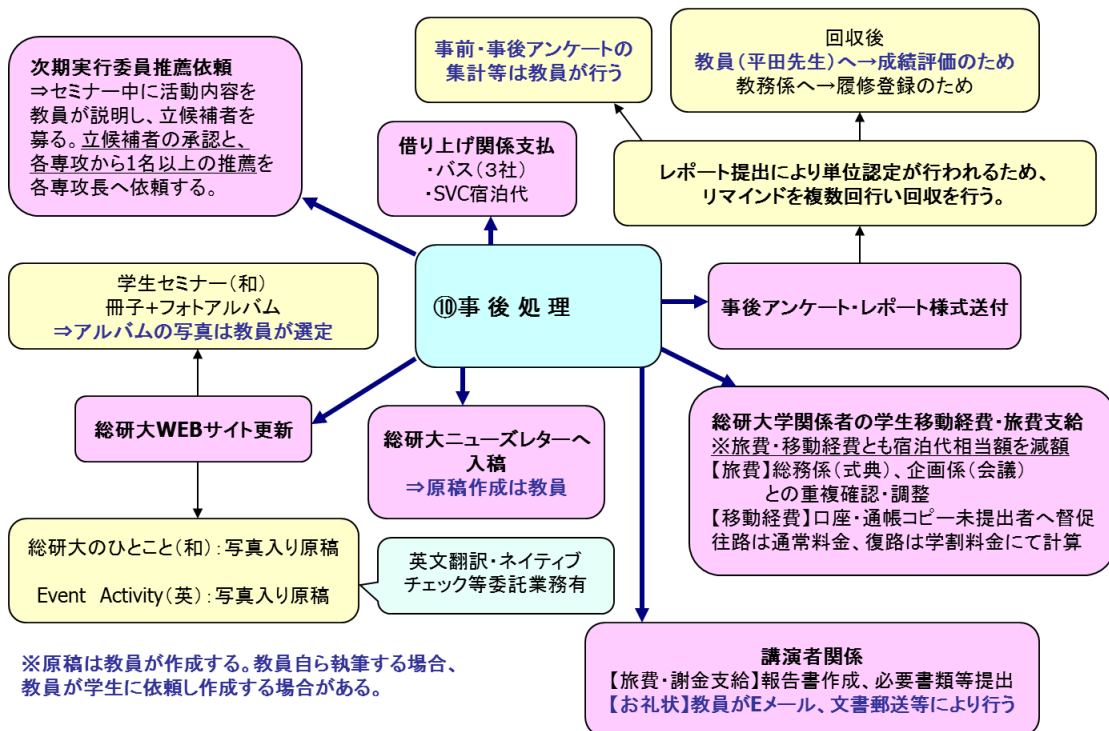 次期実行委員推薦依頼
⇒セミナー中に活動内容を
教員が説明し、立候補者を
募る。立候補者の承認と、
各専攻から1名以上の推薦を
各専攻長へ依頼する。
事前・事後アンケートの
集計等は教員が行う
回収後
教員(平田先生)へ→成績評価のため
教務係へ→履修登録のため
借り上げ関係支払
・バス(3社)
・SVC宿泊代
レポート提出により単位認定が行われるため、
リマインドを複数回行い回収を行う。
学生セミナー(和)
冊子+フォトアルバム
⇒アルバムの写真は教員が選定
⑩事 後 処 理
事後アンケート・レポート様式送付
総研大WEBサイト更新
総研大ニューズレターへ
入稿
⇒原稿作成は教員
総研大学関係者の学生移動経費・旅費支給
※旅費・移動経費とも宿泊代相当額を減額
【旅費】総務係(式典)、企画係(会議)
との重複確認・調整
【移動経費】口座・通帳コピー未提出者へ督促
往路は通常料金、復路は学割料金にて計算
総研大のひとこと(和):写真入り原稿
Event Activity(英):写真入り原稿
英文翻訳・ネイティブ
チェック等委託業務有
※原稿は教員が作成する。教員自ら執筆する場合、
教員が学生に依頼し作成する場合がある。
講演者関係
【旅費・謝金支給】報告書作成、必要書類等提出
【お礼状】教員がEメール、文書郵送等により行う